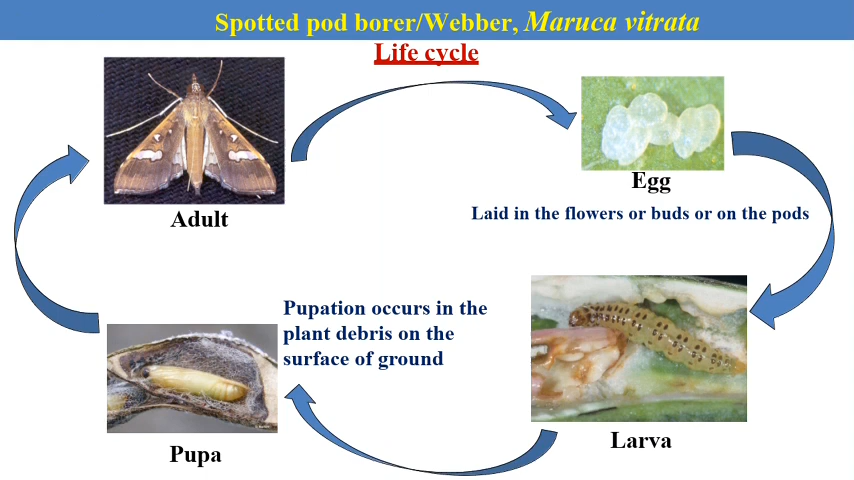 Spotted pod borer/Webber, Maruca vitrata
Life cycle
Adult
Egg
Laid in the flowers or buds or on the pods
Pupation occurs in the
plant debris on the
surface of ground
Larva
Pupa